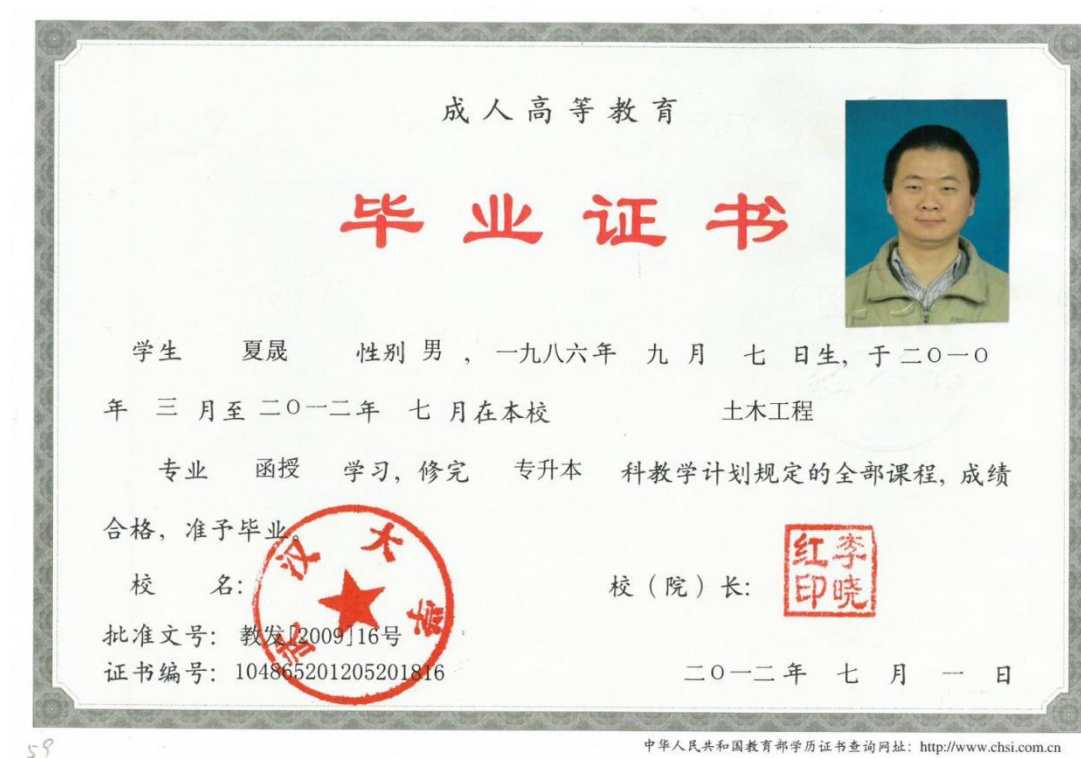 成人高等教育
毕业证书
学生 夏晟 性别 男 , 一九八六年 九 月 七 日生, 于 二〇一〇
年 三 月至 二〇一二年 七 月在本校 土木工程
专业 函授 学习, 修完 专升本 科教学计划规定的全部课程, 成绩
合格, 准予毕业。
武汉大学
校 名: 校（院）长: 李晓红印
批准文号: 教发[2009]16号
证书编号: 104865201205201816 二〇一二年 七 月 一 日
59
中华人民共和国教育部学历证书查询网址: http://www.chsi.com.cn